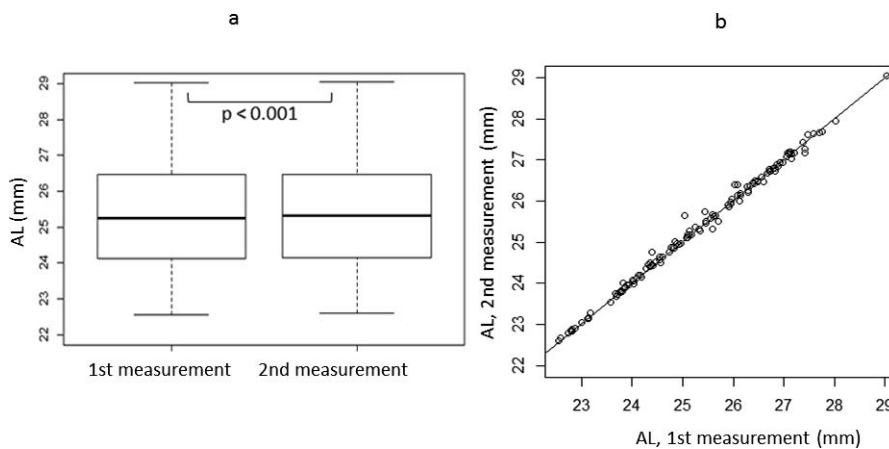 a
AL (mm)
29
28
27
26
25
24
23
22
p < 0.001
1st measurement
2nd measurement
b
AL, 2nd measurement (mm)
29
28
27
26
25
24
23
22
23
24
25
26
27
28
29
AL, 1st measurement (mm)